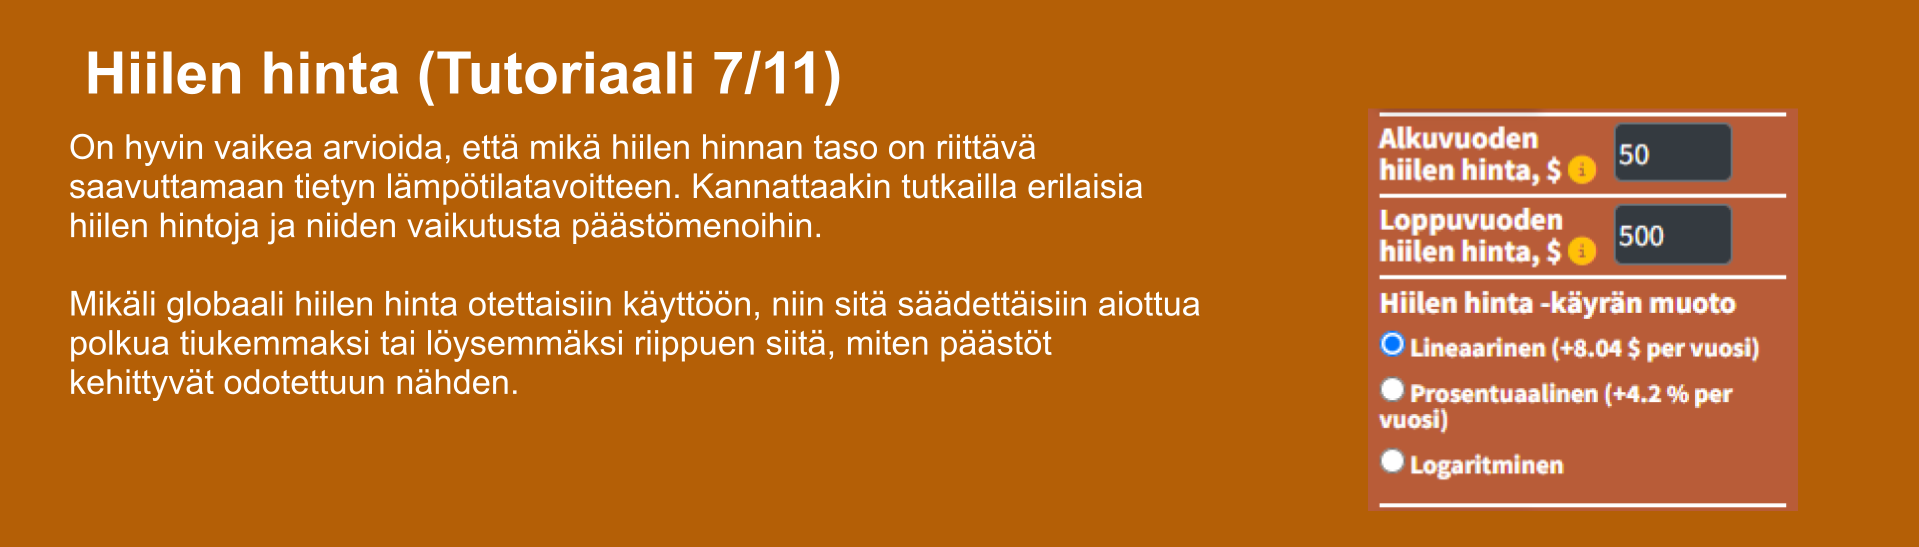 Hiilen hinta (Tutoriaali 7/11)
On hyvin vaikea arvioida, että mikä hiilen hinnan taso on riittävä
saavuttamaan tietyn lämpötilatavoitteen. Kannattaakin tutkailla erilaisia
hiilen hintoja ja niiden vaikutusta päästömenoihin.
Mikäli globaali hiilen hinta otettaisiin käyttöön, niin sitä säädettäisiin aiottua
polkua tiukemmaksi tai löysemmäksi riippuen siitä, miten päästöt
kehittyvät odotettuun nähden.
Alkuvuoden
hiilen hinta, $ i 50
Loppuvuoden
hiilen hinta, $ i 500
Hiilen hinta -käyrän muoto
Lineaarinen (+8.04 $ per vuosi)
Prosentuaalinen (+4.2 % per
vuosi)
Logaritminen